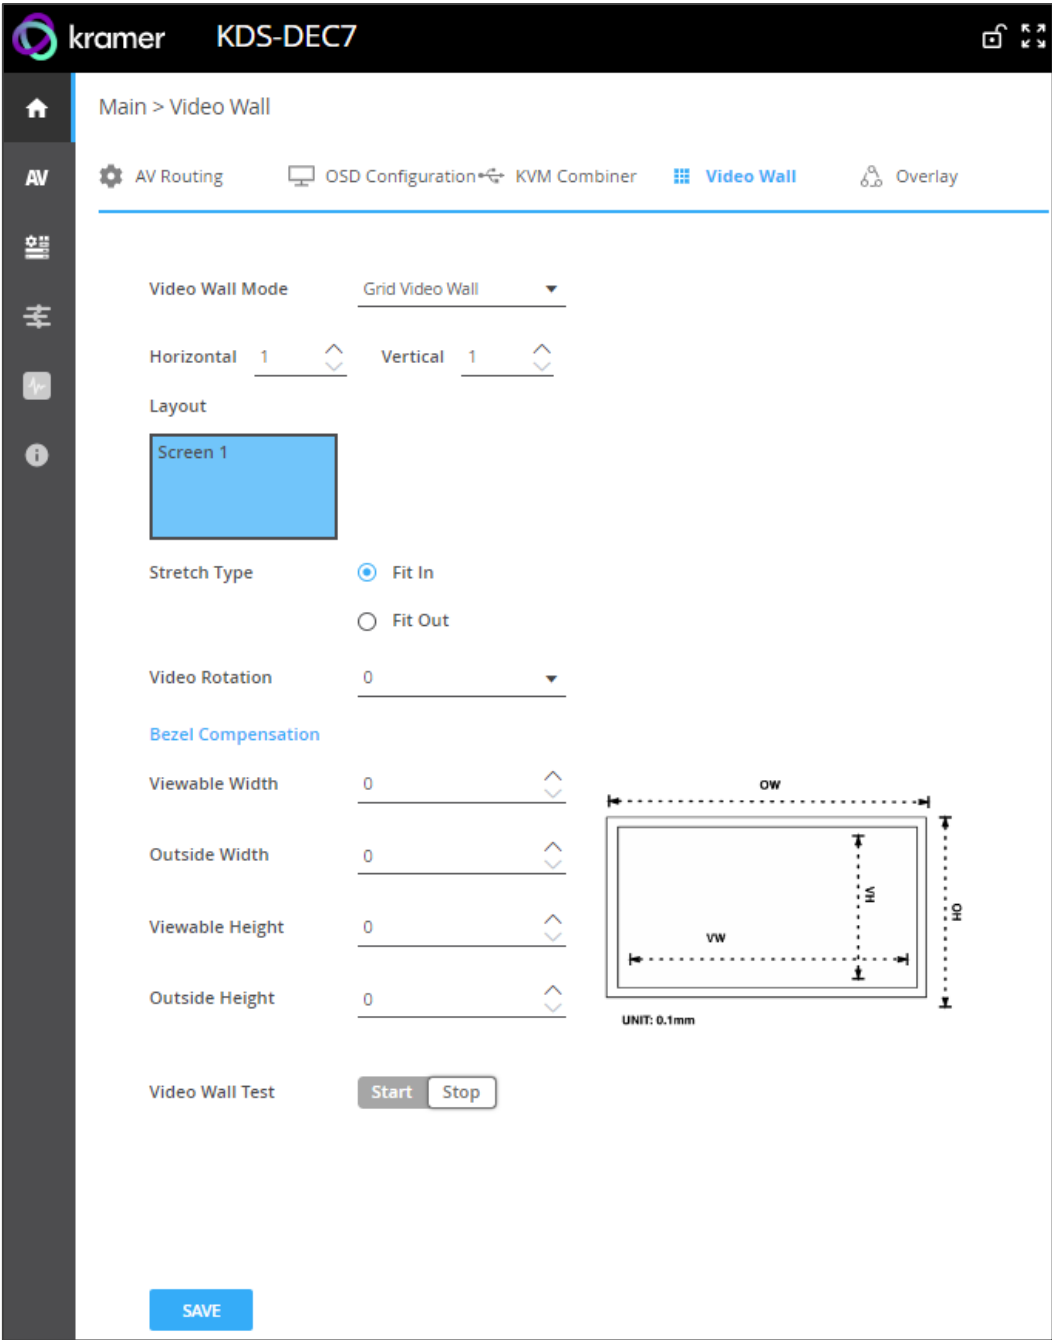 kramer KDS-DEC7
Main > Video Wall
AV
AV Routing OSD Configuration KVM Combiner Video Wall Overlay
Video Wall Mode Grid Video Wall
Horizontal 1 Vertical 1
Layout
Screen 1
Stretch Type Fit In
Fit Out
Video Rotation 0
Bezel Compensation
Viewable Width 0
OW
Outside Width 0
VH
OH
Viewable Height 0
VW
Outside Height 0
UNIT: 0.1mm
Video Wall Test Start Stop
SAVE